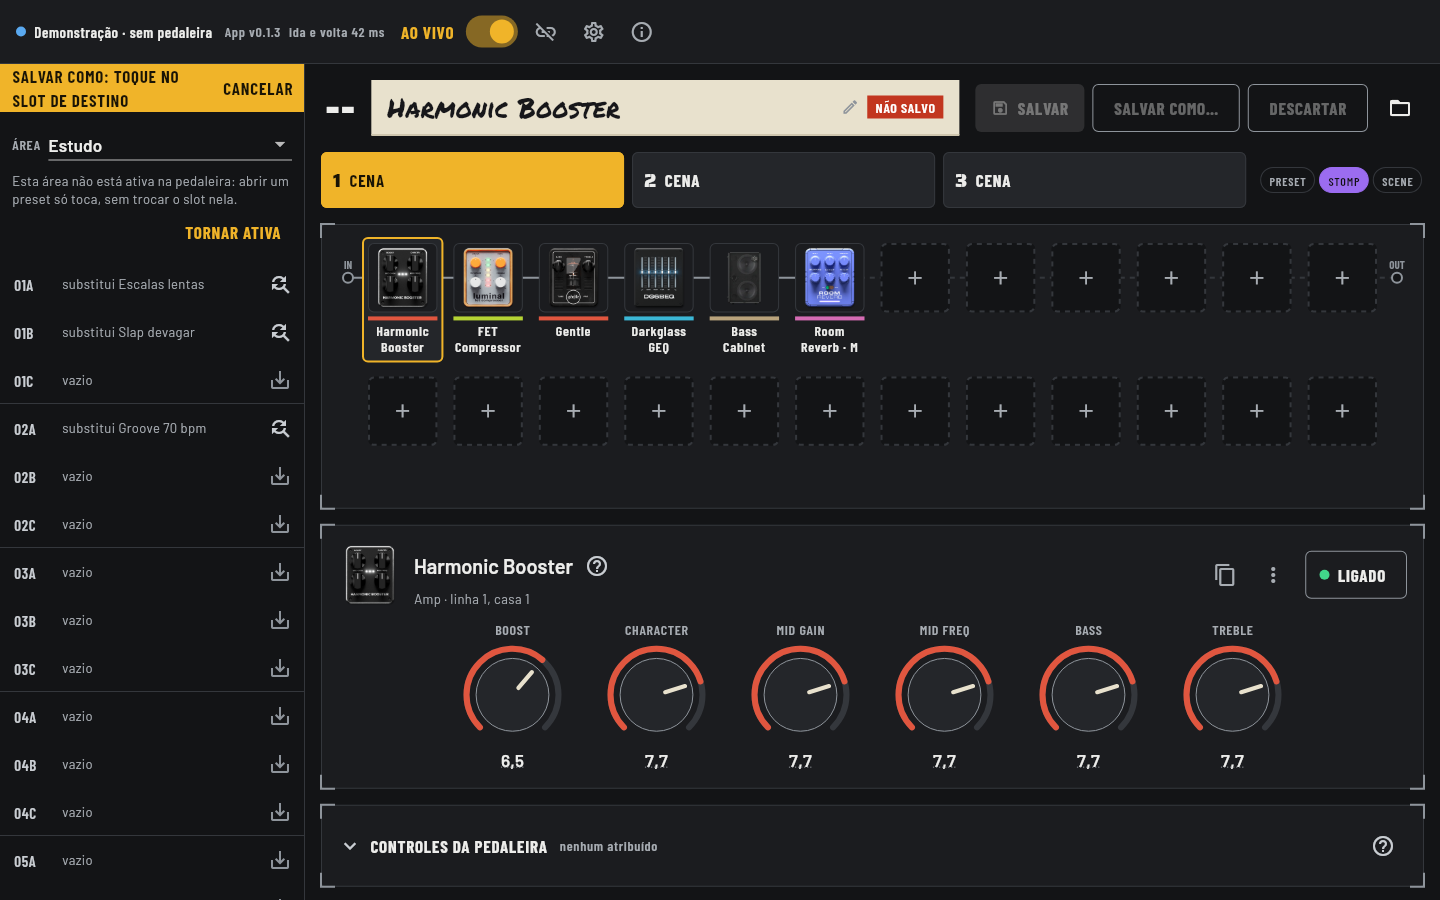 Demonstração · sem pedaleira App v0.1.3 Ida e volta 42 ms AO VIVO
SALVAR COMO: TOQUE NO
SLOT DE DESTINO
CANCELAR
ÁREA Estudo
Esta área não está ativa na pedaleira: abrir um
preset só toca, sem trocar o slot nela.
TORNAR ATIVA
01A substitui Escalas lentas
01B substitui Slap devagar
01C vazio
02A substitui Groove 70 bpm
02B vazio
02C vazio
03A vazio
03B vazio
03C vazio
04A vazio
04B vazio
04C vazio
05A vazio
-- Harmonic Booster NÃO SALVO SALVAR SALVAR COMO... DESCARTAR
1 CENA 2 CENA 3 CENA PRESET STOMP SCENE
IN
OUT
HARMONIC BOOSTER
luminal
DGSSEQ
ROOM
Harmonic
Booster
FET
Compressor
Gentle
Darkglass
GEQ
Bass
Cabinet
Room
Reverb · M
Harmonic Booster
Amp · linha 1, casa 1
LIGADO
BOOST CHARACTER MID GAIN MID FREQ BASS TREBLE
6,5 7,7 7,7 7,7 7,7 7,7
CONTROLES DA PEDALEIRA nenhum atribuído